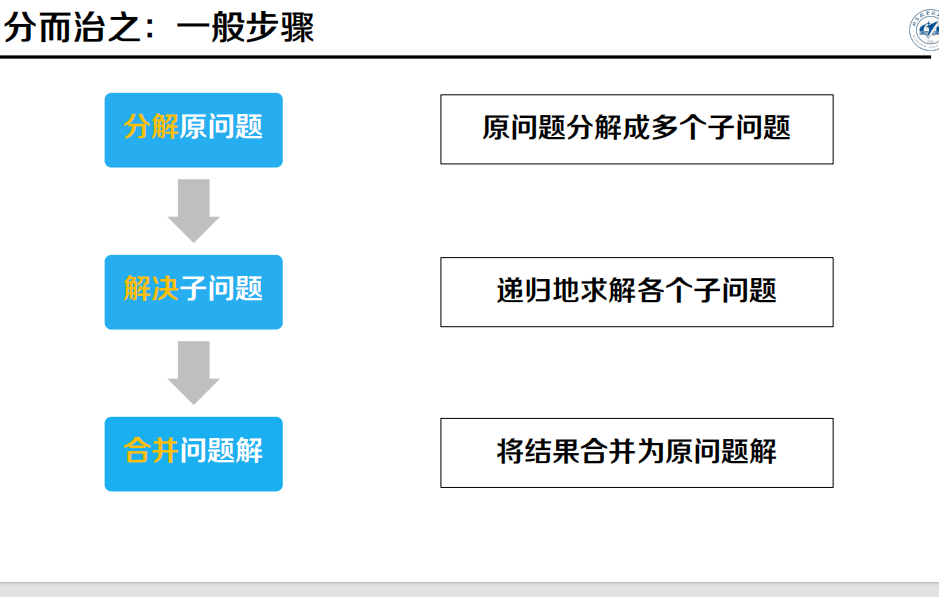 分而治之：一般步骤
分解原问题
原问题分解成多个子问题
解决子问题
递归地求解各个子问题
合并问题解
将结果合并为原问题解